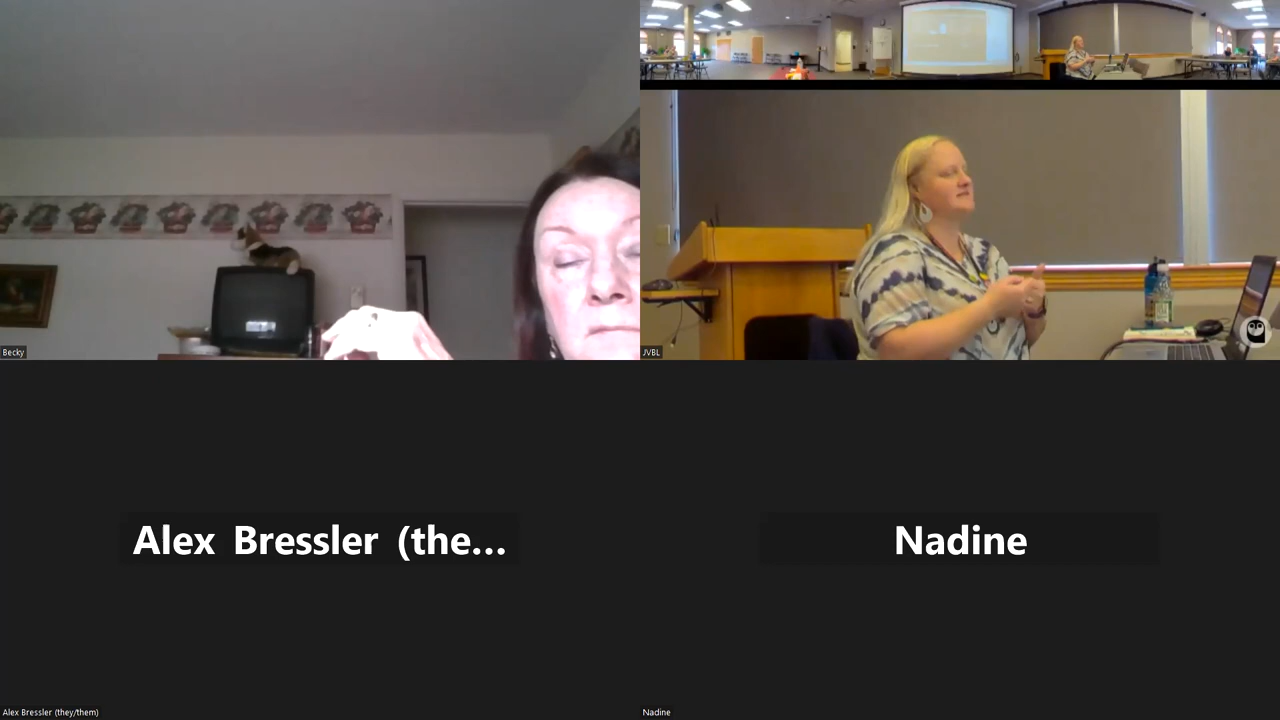 Becky
JVBL
Alex Bressler (the...
Nadine
Alex Bressler (they/them)
Nadine